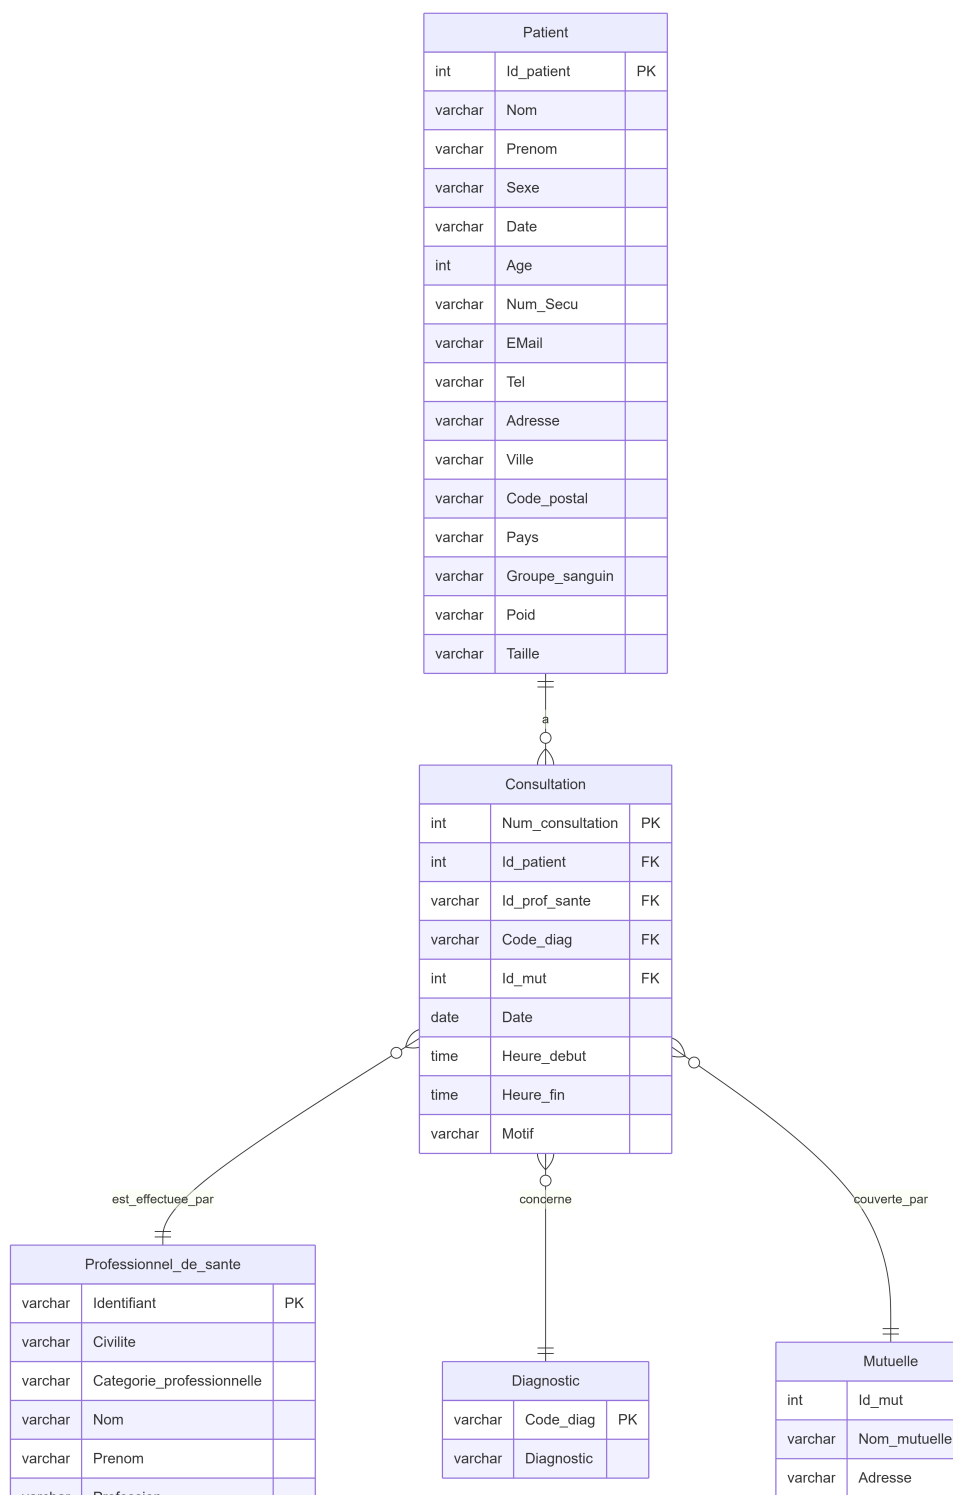 Patient
int Id_patient PK
varchar Nom
varchar Prenom
varchar Sexe
varchar Date
int Age
varchar Num_Secu
varchar EMail
varchar Tel
varchar Adresse
varchar Ville
varchar Code_postal
varchar Pays
varchar Groupe_sanguin
varchar Poid
varchar Taille
a
Consultation
int Num_consultation PK
int Id_patient FK
varchar Id_prof_sante FK
varchar Code_diag FK
int Id_mut FK
date Date
time Heure_debut
time Heure_fin
varchar Motif
est_effectuee_par
concerne
couverte_par
Professionnel_de_sante
varchar Identifiant PK
varchar Civilite
varchar Categorie_professionnelle
varchar Nom
varchar Prenom
Diagnostic
varchar Code_diag PK
varchar Diagnostic
Mutuelle
int Id_mut
varchar Nom_mutuelle
varchar Adresse